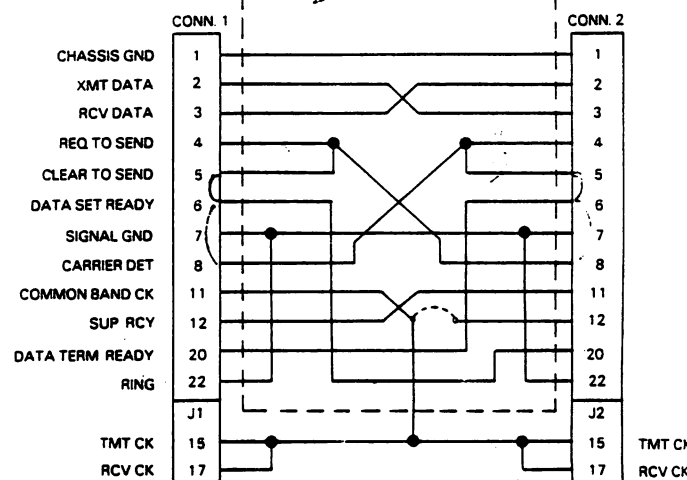 CONN. 1 CONN. 2
CHASSIS GND 1 1
XMT DATA 2 2
RCV DATA 3 3
REQ TO SEND 4 4
CLEAR TO SEND 5 5
DATA SET READY 6 6
SIGNAL GND 7 7
CARRIER DET 8 8
COMMON BAND CK 11 11
SUP RCY 12 12
DATA TERM READY 20 20
RING 22 22
J1 J2
TMT CK 15 15 TMT CK
RCV CK 17 17 RCV CK